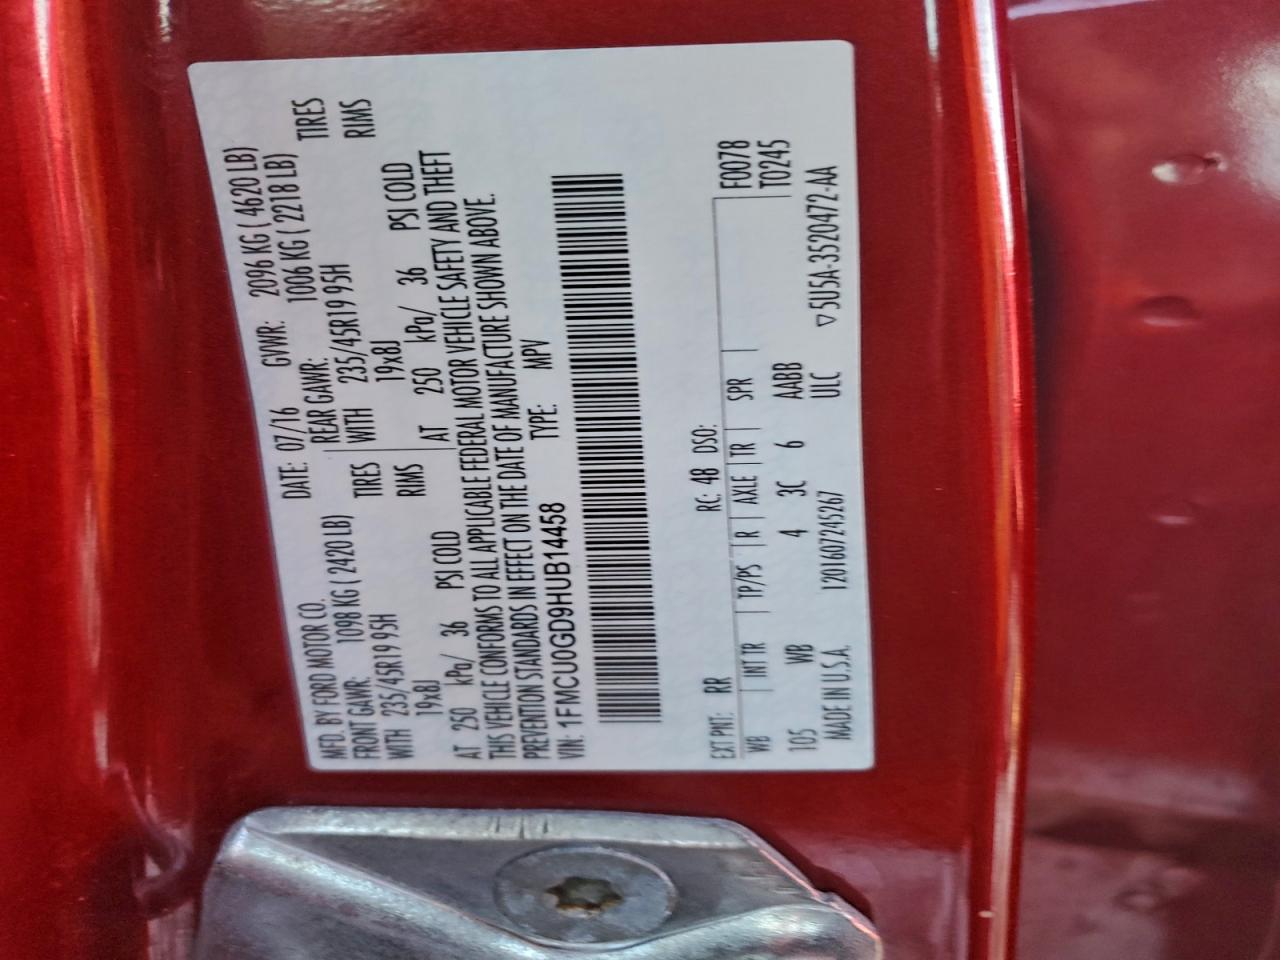 MFD. BY FORD MOTOR CO.
DATE: 07/16 GVWR: 2096 KG ( 4620 LB)
FRONT GAWR: 1098 KG ( 2420 LB) REAR GAWR: 1006 KG ( 2218 LB)
WITH 235/45R19 95H TIRES WITH 235/45R19 95H TIRES
19x8J RIMS 19x8J RIMS
AT 250 kPa/ 36 PSI COLD AT 250 kPa/ 36 PSI COLD
THIS VEHICLE CONFORMS TO ALL APPLICABLE FEDERAL MOTOR VEHICLE SAFETY AND THEFT
PREVENTION STANDARDS IN EFFECT ON THE DATE OF MANUFACTURE SHOWN ABOVE.
VIN: 1FMCU0GD9HUB14458 TYPE: MPV
EXT PNT: RR RC: 48 DSO: F0078
WB INT TR TP/PS R AXLE TR SPR T0245
105 WB 4 3C 6 AABB
MADE IN U.S.A. 1201607245267 ULC ▽5U5A-3520472-AA